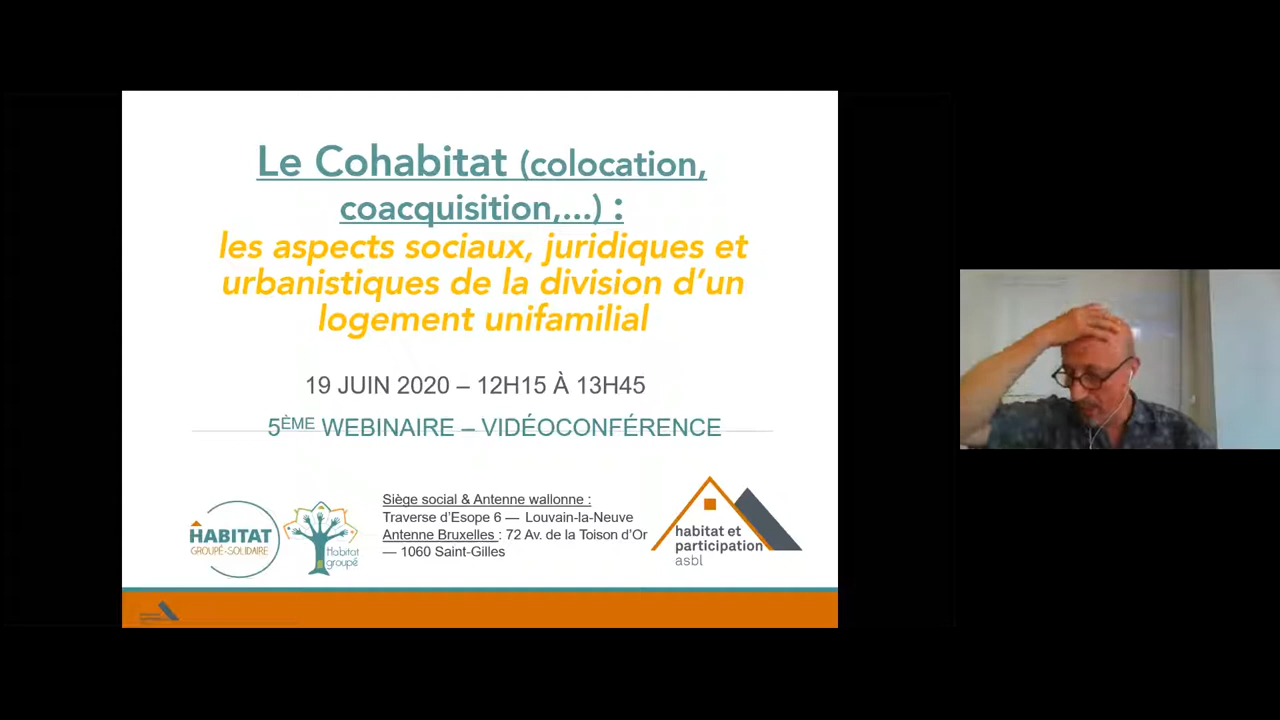 Le Cohabitat (colocation,
coacquisition,...) :
les aspects sociaux, juridiques et
urbanistiques de la division d’un
logement unifamilial
19 JUIN 2020 – 12H15 À 13H45
5ÈME WEBINAIRE – VIDÉOCONFÉRENCE
HABITAT
GROUPÉ-SOLIDAIRE
Habitat
groupé
Siège social & Antenne wallonne :
Traverse d’Esope 6 — Louvain-la-Neuve
Antenne Bruxelles : 72 Av. de la Toison d’Or
— 1060 Saint-Gilles
habitat et
participation
asbl